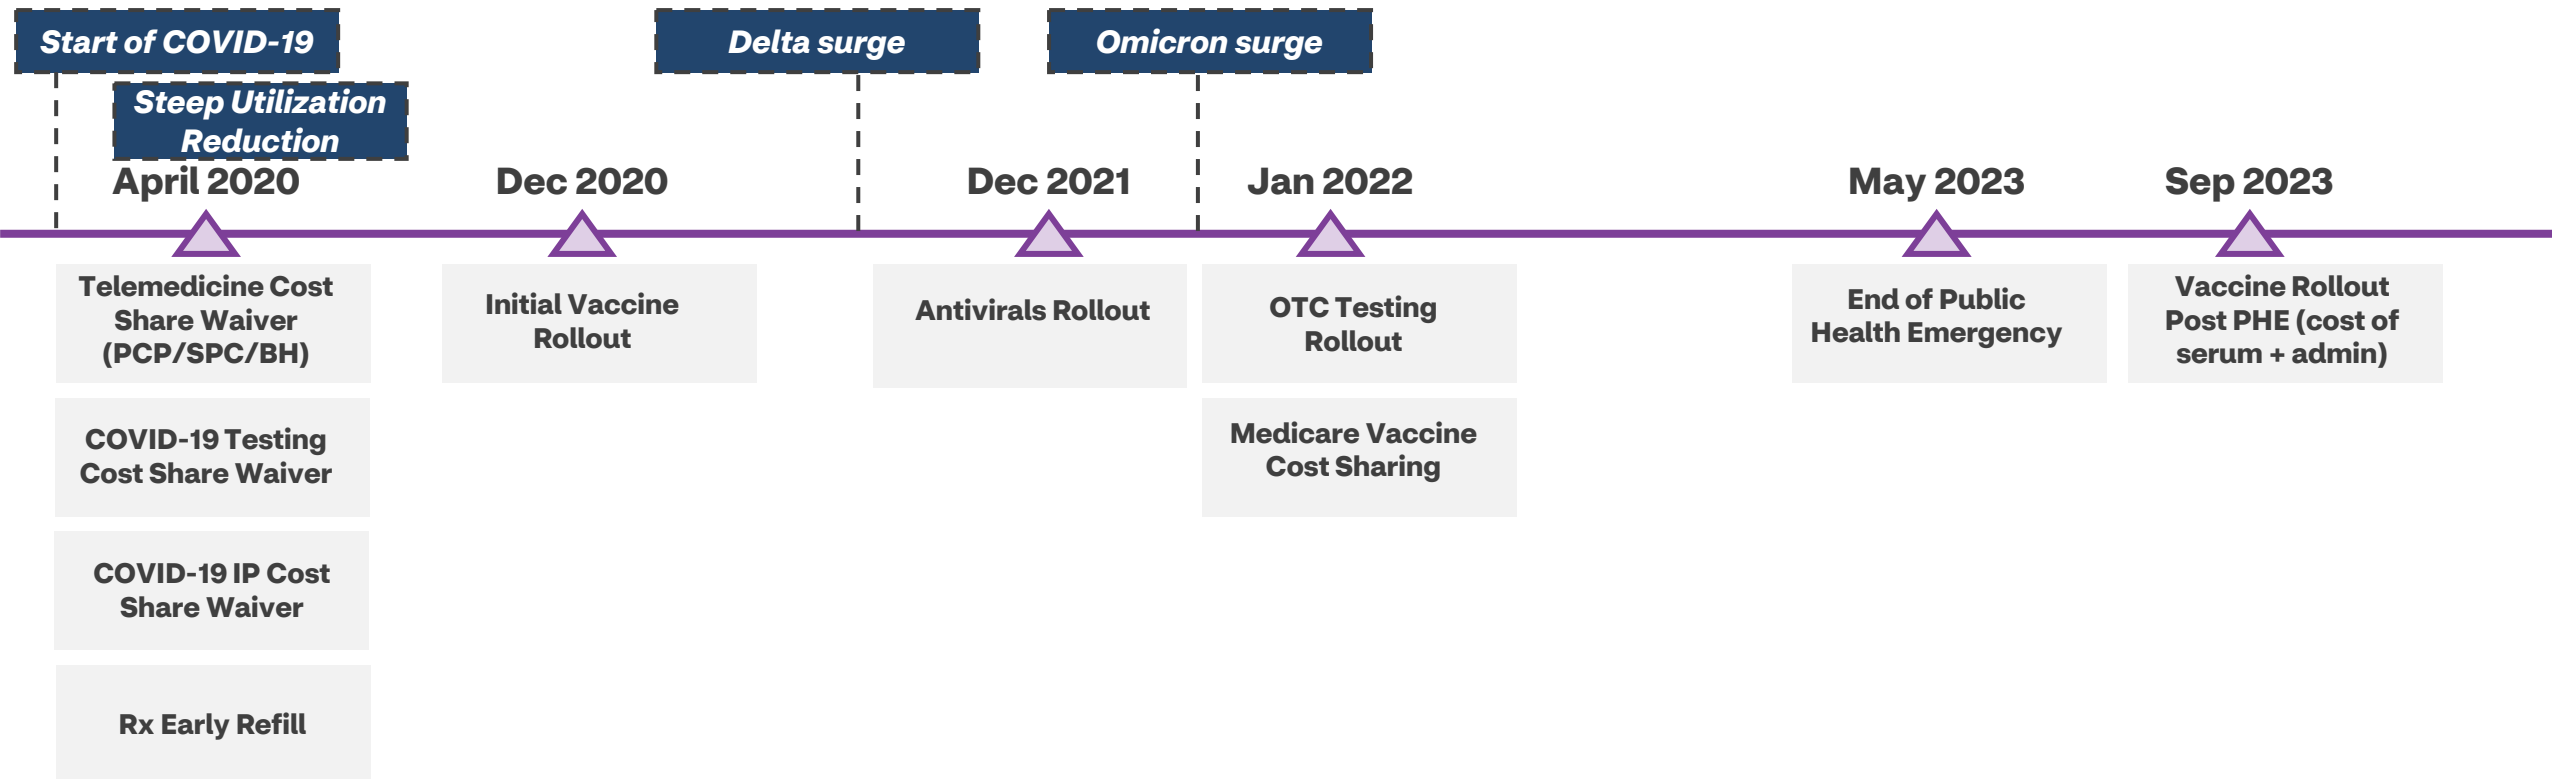 Start of COVID-19
Delta surge
Omicron surge
Steep Utilization
Reduction
April 2020
Dec 2020
Dec 2021
Jan 2022
May 2023
Sep 2023
Telemedicine Cost
Share Waiver
(PCP/SPC/BH)
Initial Vaccine
Rollout
Antivirals Rollout
OTC Testing
Rollout
End of Public
Health Emergency
Vaccine Rollout
Post PHE (cost of
serum + admin)
COVID-19 Testing
Cost Share Waiver
Medicare Vaccine
Cost Sharing
COVID-19 IP Cost
Share Waiver
Rx Early Refill